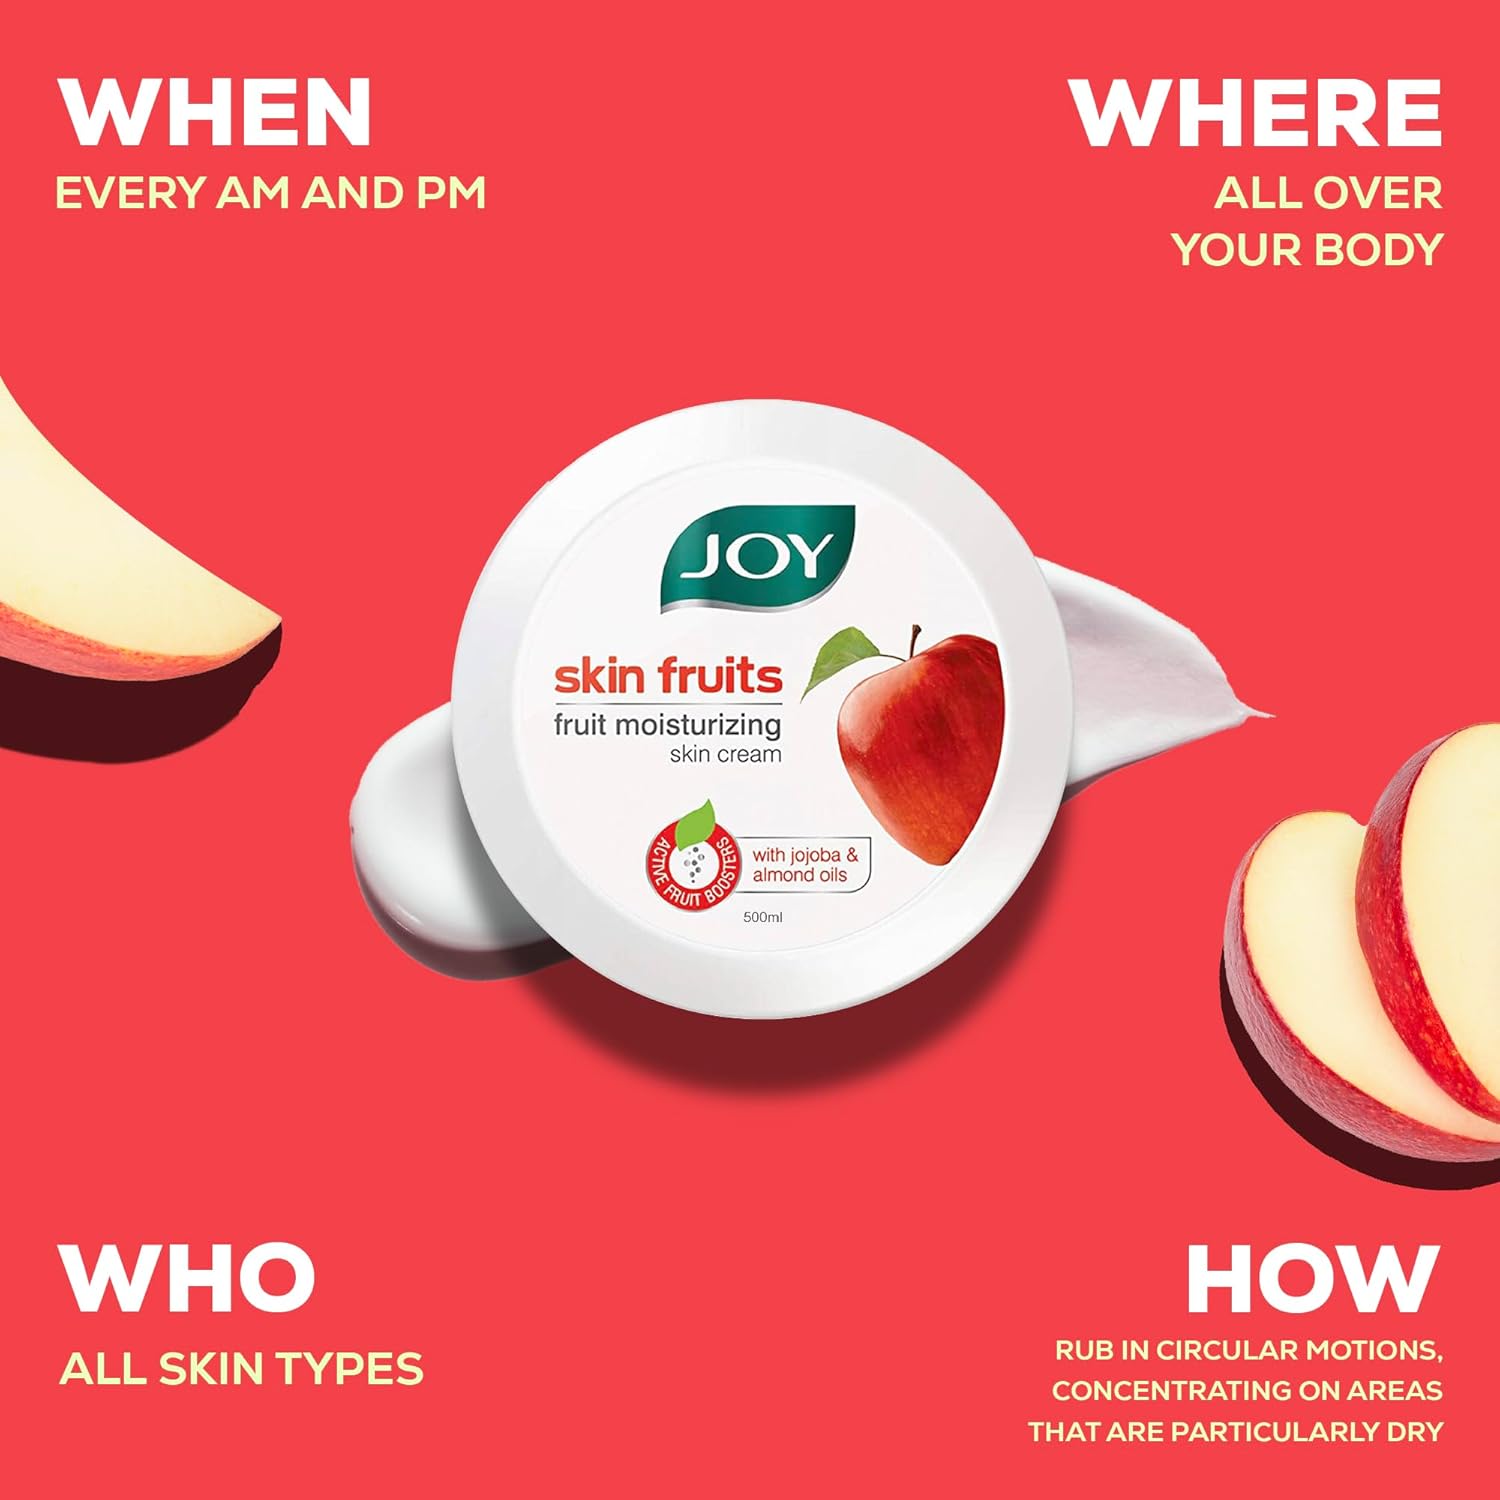 WHEN
EVERY AM AND PM
WHERE
ALL OVER
YOUR BODY
JOY
skin fruits
fruit moisturizing
skin cream
ACTIVE FRUIT BOOSTERS
with jojoba &
almond oils
500ml
WHO
ALL SKIN TYPES
HOW
RUB IN CIRCULAR MOTIONS,
CONCENTRATING ON AREAS
THAT ARE PARTICULARLY DRY